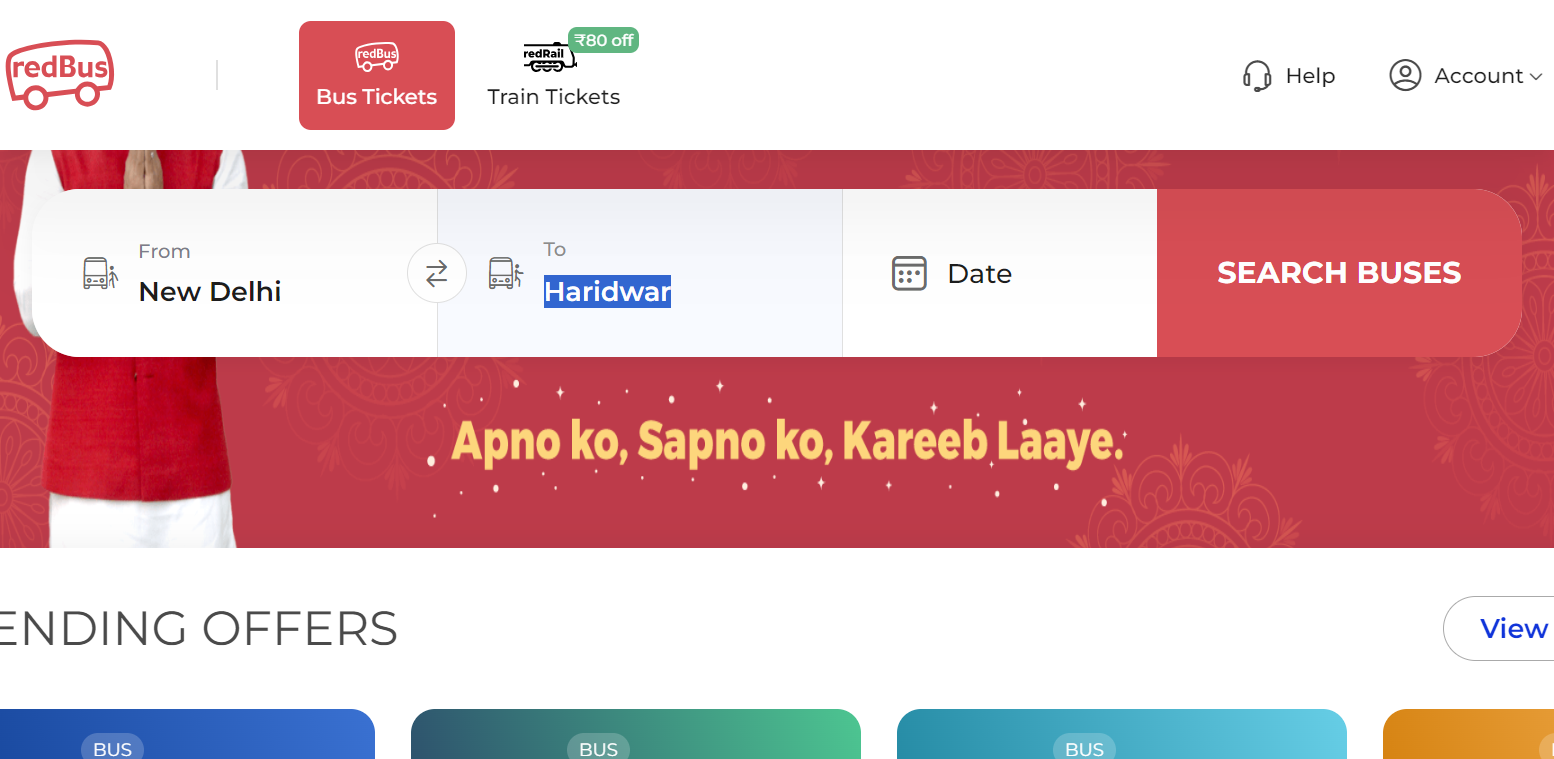 redBus
redBus
Bus Tickets
redRail
₹80 off
Train Tickets
Help
Account
From
New Delhi
To
Haridwar
Date
SEARCH BUSES
Apno ko, Sapno ko, Kareeb Laaye.
ENDING OFFERS
View
BUS
BUS
BUS